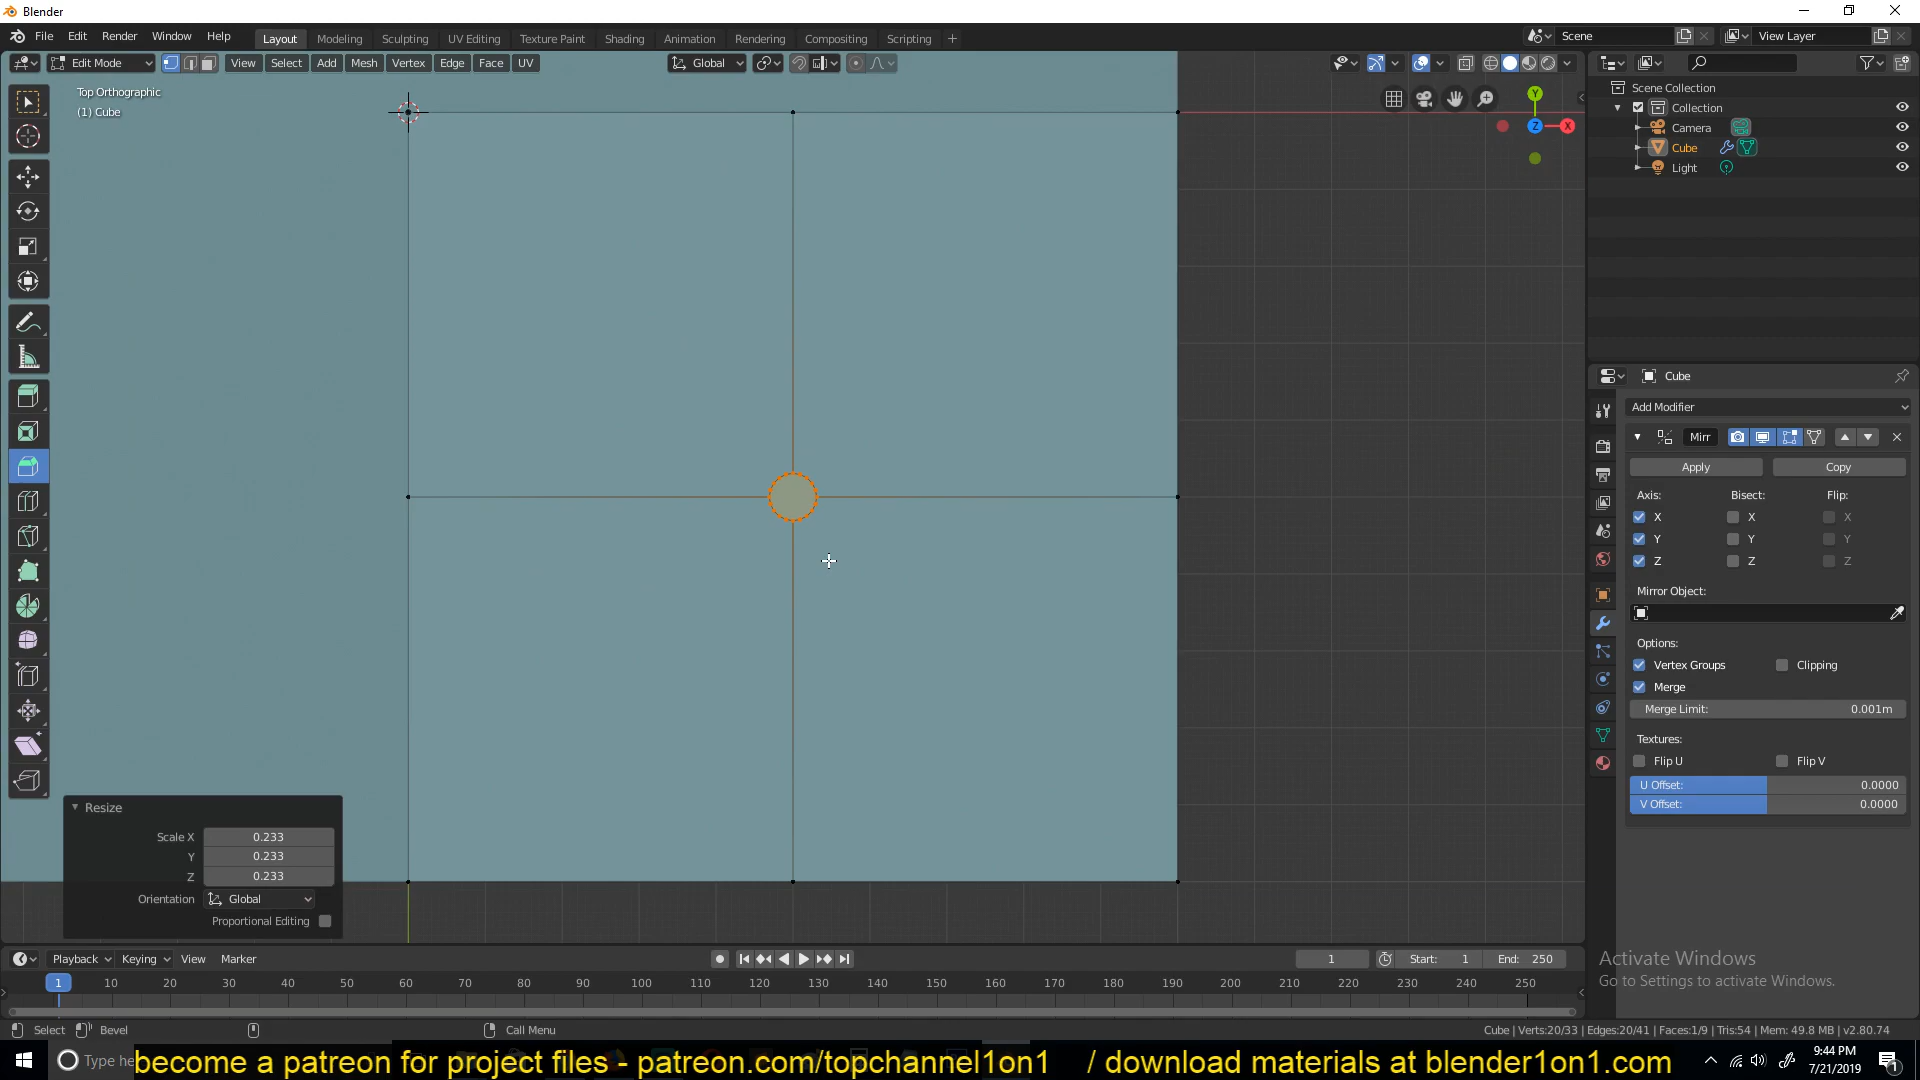 Blender
File Edit Render Window Help
Layout Modeling Sculpting UV Editing Texture Paint Shading Animation Rendering Compositing Scripting
Scene
View Layer
Edit Mode View Select Add Mesh Vertex Edge Face UV
Global
Top Orthographic
(1) Cube
Y
Z X
Scene Collection
Collection
Camera
Cube
Light
Cube
Add Modifier
Mirr
Apply Copy
Axis: Bisect: Flip:
X X X
Y Y Y
Z Z Z
Mirror Object:
Options:
Vertex Groups Clipping
Merge
Merge Limit: 0.001m
Textures:
Flip U Flip V
U Offset: 0.0000
V Offset: 0.0000
Resize
Scale X 0.233
Y 0.233
Z 0.233
Orientation Global
Proportional Editing
Playback Keying View Marker
1 Start: 1 End: 250
1 10 20 30 40 50 60 70 80 90 100 110 120 130 140 150 160 170 180 190 200 210 220 230 240 250
Activate Windows
Go to Settings to activate Windows.
Select Bevel Call Menu
Cube | Verts:20/33 | Edges:20/41 | Faces:1/9 | Tris:54 | Mem: 49.8 MB | v2.80.74
Type he
become a patreon for project files - patreon.com/topchannel1on1 / download materials at blender1on1.com
9:44 PM
7/21/2019
1